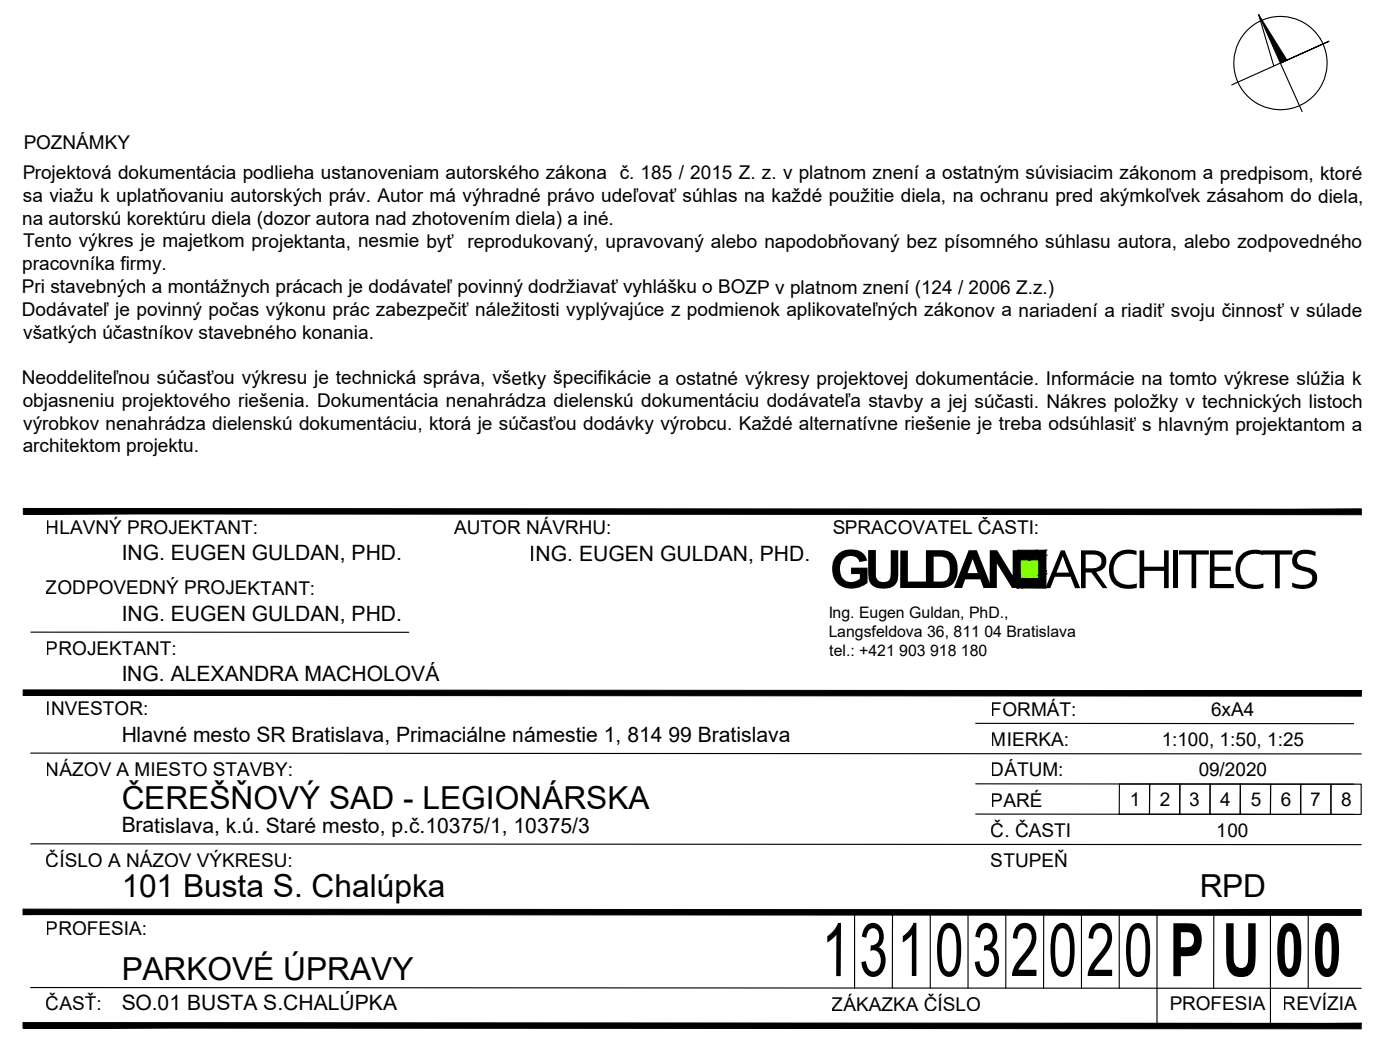 POZNÁMKY
Projektová dokumentácia podlieha ustanoveniam autorského zákona č. 185 / 2015 Z. z. v platnom znení a ostatným súvisiacim zákonom a predpisom, ktoré
sa viažu k uplatňovaniu autorských práv. Autor má výhradné právo udeľovať súhlas na každé použitie diela, na ochranu pred akýmkoľvek zásahom do diela,
na autorskú korektúru diela (dozor autora nad zhotovením diela) a iné.
Tento výkres je majetkom projektanta, nesmie byť reprodukovaný, upravovaný alebo napodobňovaný bez písomného súhlasu autora, alebo zodpovedného
pracovníka firmy.
Pri stavebných a montážnych prácach je dodávateľ povinný dodržiavať vyhlášku o BOZP v platnom znení (124 / 2006 Z.z.)
Dodávateľ je povinný počas výkonu prác zabezpečiť náležitosti vyplývajúce z podmienok aplikovateľných zákonov a nariadení a riadiť svoju činnosť v súlade
všatkých účastníkov stavebného konania.
Neoddeliteľnou súčasťou výkresu je technická správa, všetky špecifikácie a ostatné výkresy projektovej dokumentácie. Informácie na tomto výkrese slúžia k
objasneniu projektového riešenia. Dokumentácia nenahrádza dielenskú dokumentáciu dodávateľa stavby a jej súčasti. Nákres položky v technických listoch
výrobkov nenahrádza dielenskú dokumentáciu, ktorá je súčasťou dodávky výrobcu. Každé alternatívne riešenie je treba odsúhlasiť s hlavným projektantom a
architektom projektu.
HLAVNÝ PROJEKTANT:
ING. EUGEN GULDAN, PHD.
ZODPOVEDNÝ PROJEKTANT:
ING. EUGEN GULDAN, PHD.
PROJEKTANT:
ING. ALEXANDRA MACHOLOVÁ
AUTOR NÁVRHU:
ING. EUGEN GULDAN, PHD.
SPRACOVATEL ČASTI:
GULDAN ARCHITECTS
Ing. Eugen Guldan, PhD.,
Langsfeldova 36, 811 04 Bratislava
tel.: +421 903 918 180
INVESTOR:
Hlavné mesto SR Bratislava, Primaciálne námestie 1, 814 99 Bratislava
NÁZOV A MIESTO STAVBY:
ČEREŠŇOVÝ SAD - LEGIONÁRSKA
Bratislava, k.ú. Staré mesto, p.č.10375/1, 10375/3
ČÍSLO A NÁZOV VÝKRESU:
101 Busta S. Chalúpka
FORMÁT: 6xA4
MIERKA: 1:100, 1:50, 1:25
DÁTUM: 09/2020
PARÉ 1 2 3 4 5 6 7 8
Č. ČASTI 100
STUPEŇ
RPD
PROFESIA:
PARKOVÉ ÚPRAVY
ČASŤ: SO.01 BUSTA S.CHALÚPKA
131032020 PU 00
ZÁKAZKA ČÍSLO PROFESIA REVÍZIA